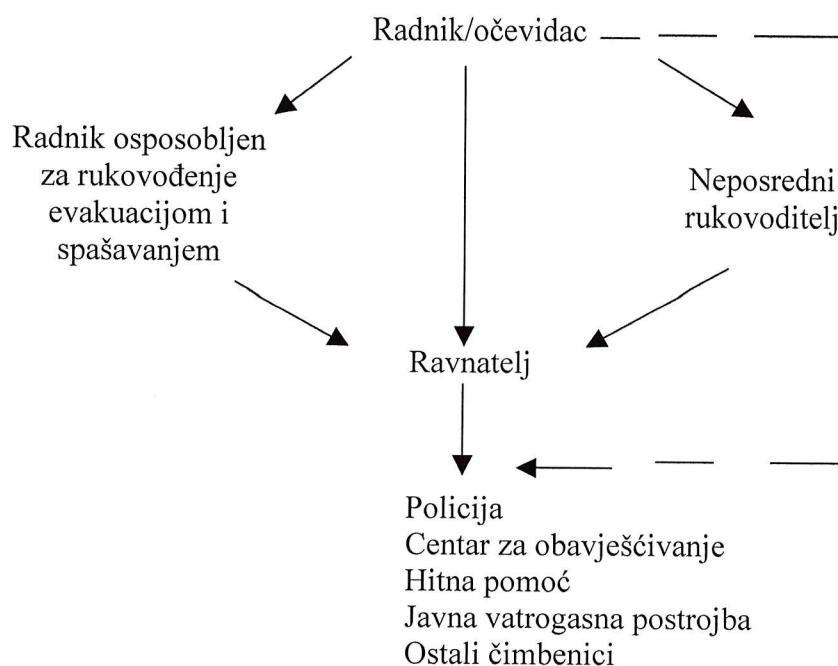 Radnik/očevidac
Radnik osposobljen
za rukovođenje
evakuacijom i
spašavanjem
Neposredni
rukovoditelj
Ravnatelj
Policija
Centar za obavješćivanje
Hitna pomoć
Javna vatrogasna postrojba
Ostali čimbenici